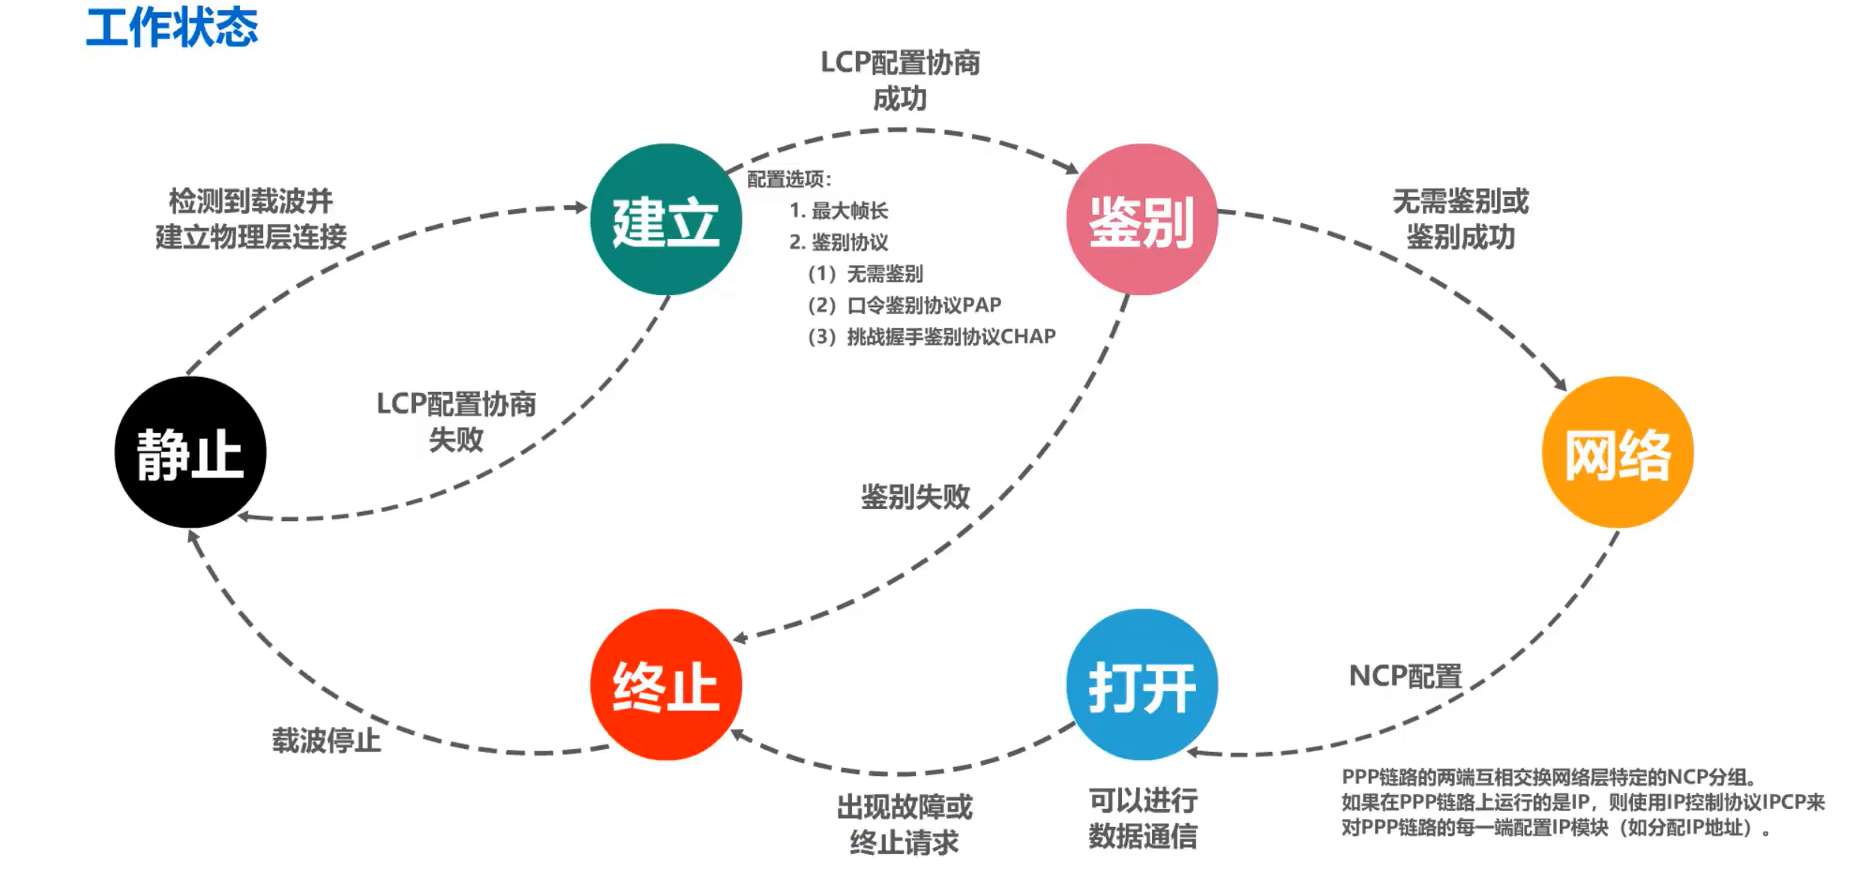 工作状态
LCP配置协商
成功
检测到载波并
建立物理层连接
建立
配置选项：
1. 最大帧长
2. 鉴别协议
（1）无需鉴别
（2）口令鉴别协议PAP
（3）挑战握手鉴别协议CHAP
鉴别
无需鉴别或
鉴别成功
静止
LCP配置协商
失败
鉴别失败
网络
终止
打开
NCP配置
载波停止
出现故障或
终止请求
可以进行
数据通信
PPP链路的两端互相交换网络层特定的NCP分组。
如果在PPP链路上运行的是IP，则使用IP控制协议IPCP来
对PPP链路的每一端配置IP模块（如分配IP地址）。